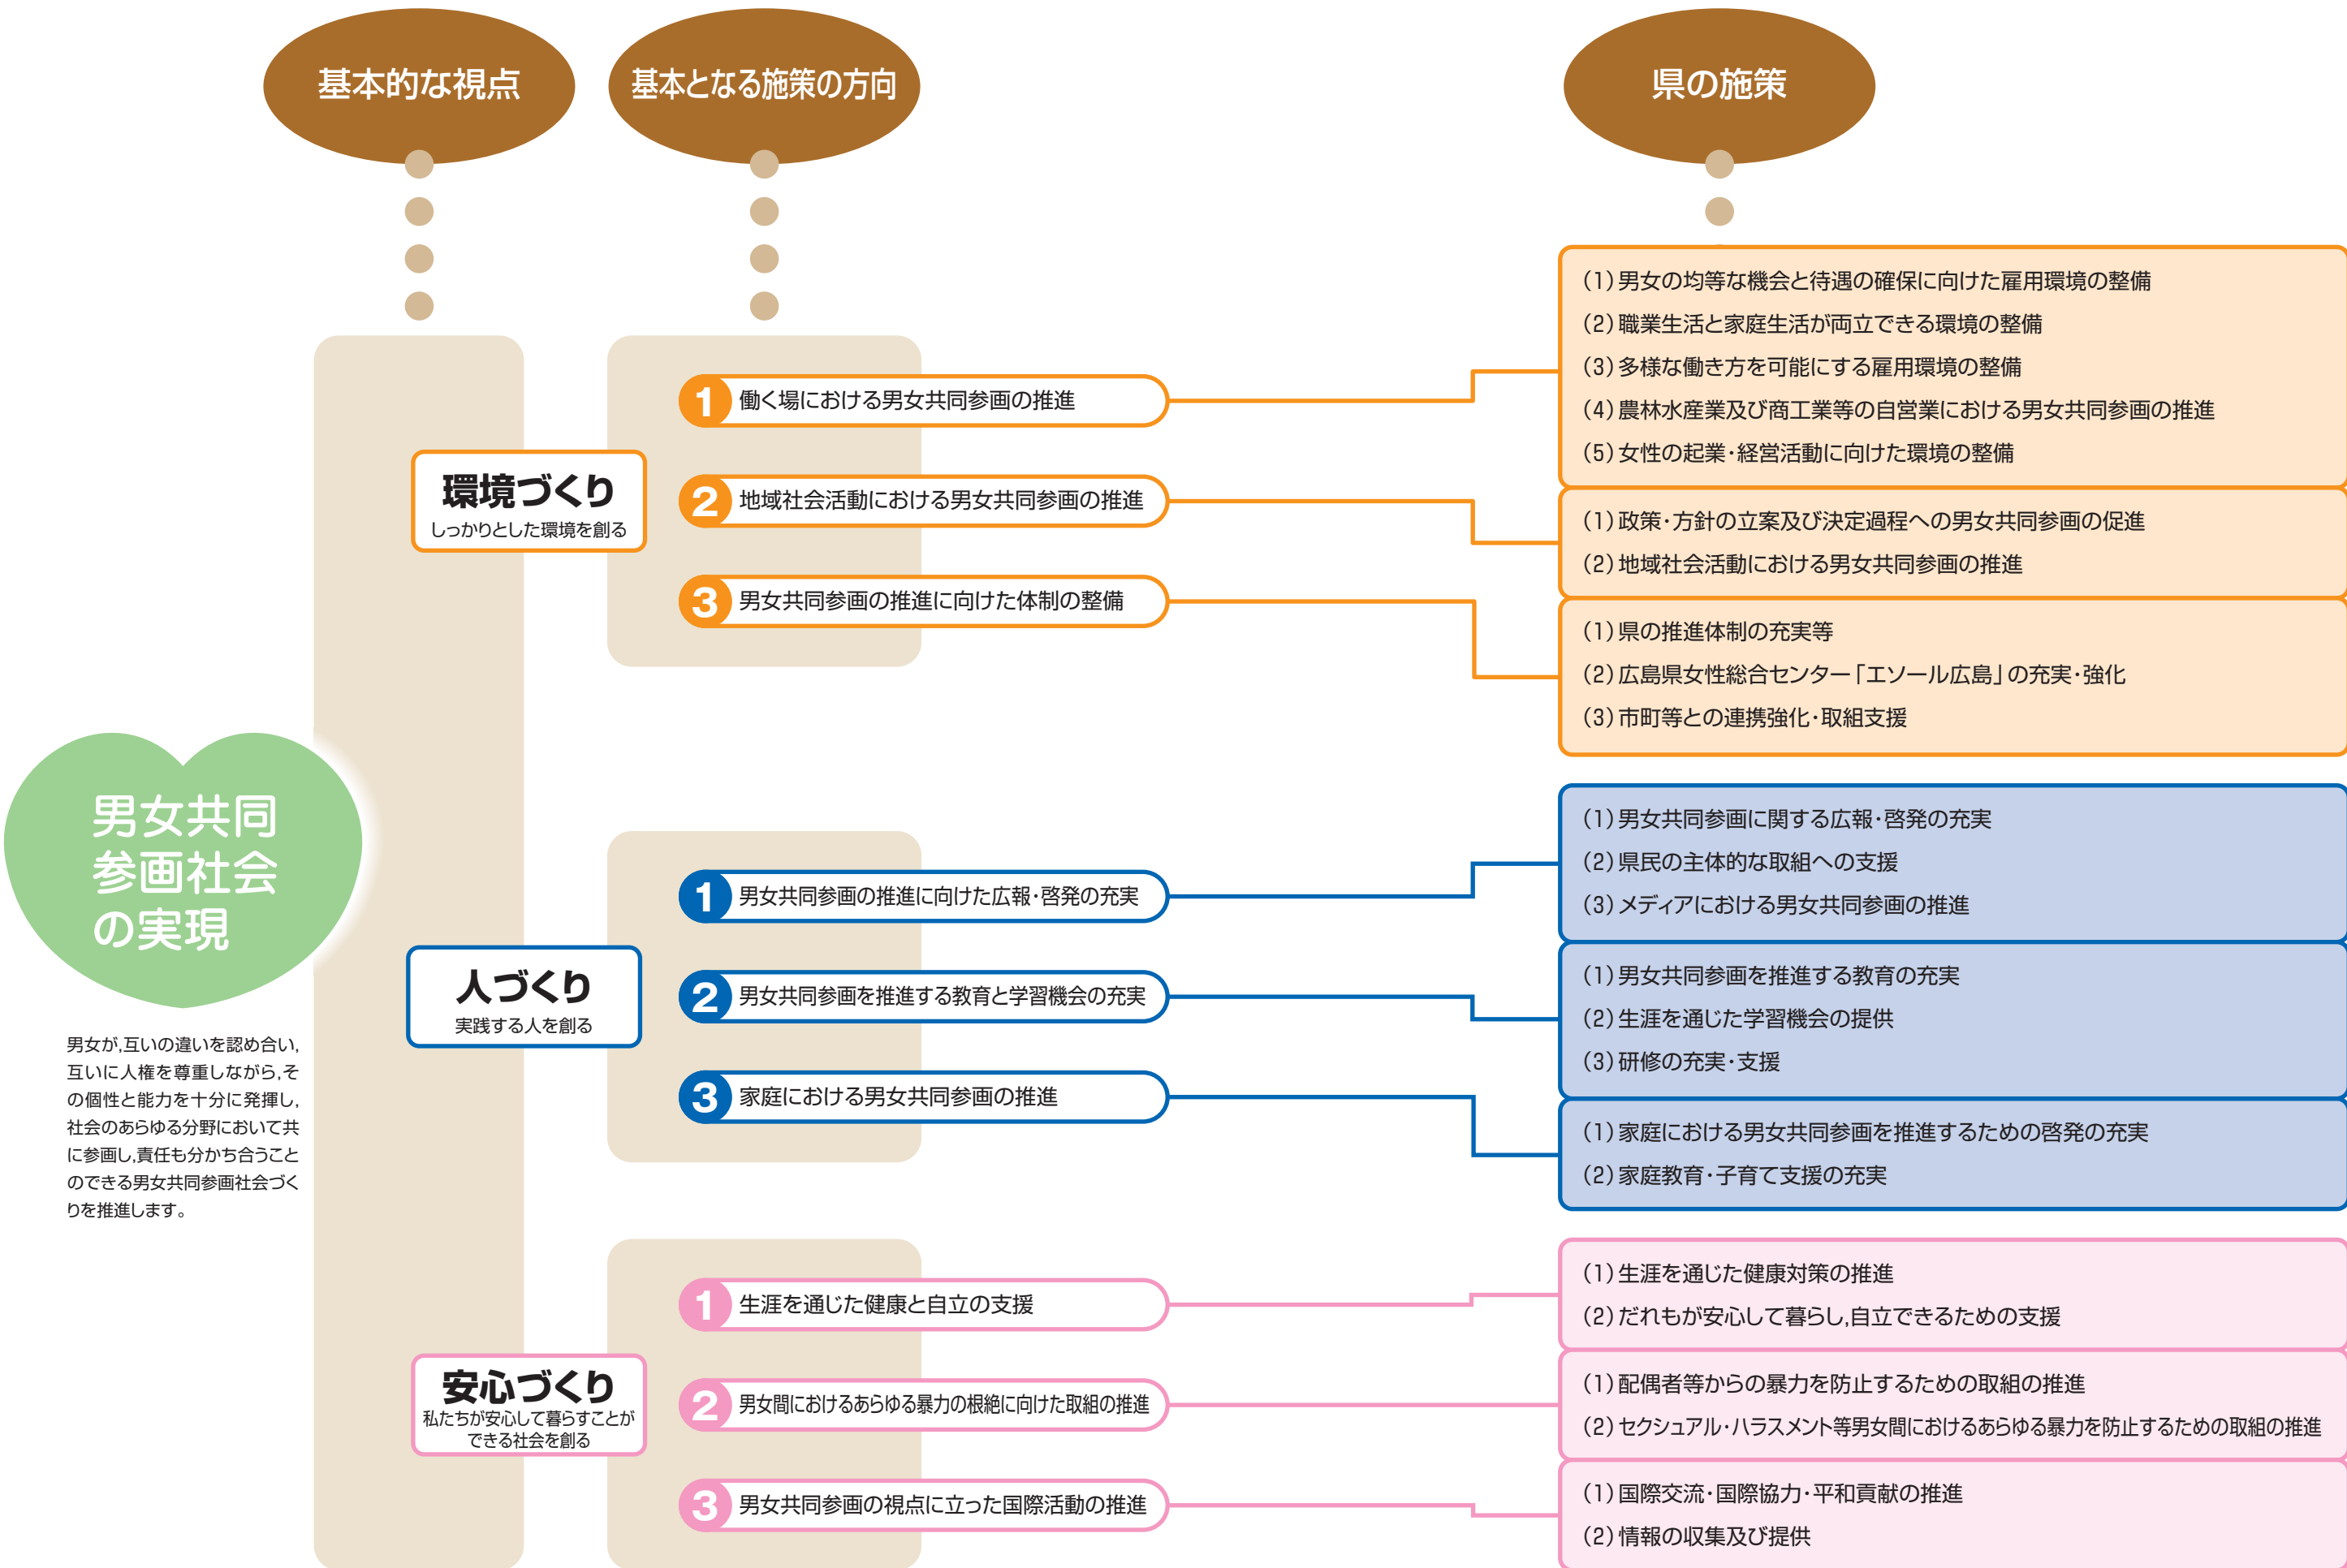 基本的な視点
基本となる施策の方向
県の施策
男女共同
参画社会
の実現
男女が,互いの違いを認め合い,
互いに人権を尊重しながら,そ
の個性と能力を十分に発揮し,
社会のあらゆる分野において共
に参画し,責任も分かち合うこと
のできる男女共同参画社会づく
りを推進します。
環境づくり
しっかりとした環境を創る
1 働く場における男女共同参画の推進
(1)男女の均等な機会と待遇の確保に向けた雇用環境の整備
(2)職業生活と家庭生活が両立できる環境の整備
(3)多様な働き方を可能にする雇用環境の整備
(4)農林水産業及び商工業等の自営業における男女共同参画の推進
(5)女性の起業・経営活動に向けた環境の整備
2 地域社会活動における男女共同参画の推進
(1)政策・方針の立案及び決定過程への男女共同参画の促進
(2)地域社会活動における男女共同参画の推進
3 男女共同参画の推進に向けた体制の整備
(1)県の推進体制の充実等
(2)広島県女性総合センター「エソール広島」の充実・強化
(3)市町等との連携強化・取組支援
人づくり
実践する人を創る
1 男女共同参画の推進に向けた広報・啓発の充実
(1)男女共同参画に関する広報・啓発の充実
(2)県民の主体的な取組への支援
(3)メディアにおける男女共同参画の推進
2 男女共同参画を推進する教育と学習機会の充実
(1)男女共同参画を推進する教育の充実
(2)生涯を通じた学習機会の提供
(3)研修の充実・支援
3 家庭における男女共同参画の推進
(1)家庭における男女共同参画を推進するための啓発の充実
(2)家庭教育・子育て支援の充実
安心づくり
私たちが安心して暮らすことが
できる社会を創る
1 生涯を通じた健康と自立の支援
(1)生涯を通じた健康対策の推進
(2)だれもが安心して暮らし,自立できるための支援
2 男女間におけるあらゆる暴力の根絶に向けた取組の推進
(1)配偶者等からの暴力を防止するための取組の推進
(2)セクシュアル・ハラスメント等男女間におけるあらゆる暴力を防止するための取組の推進
3 男女共同参画の視点に立った国際活動の推進
(1)国際交流・国際協力・平和貢献の推進
(2)情報の収集及び提供